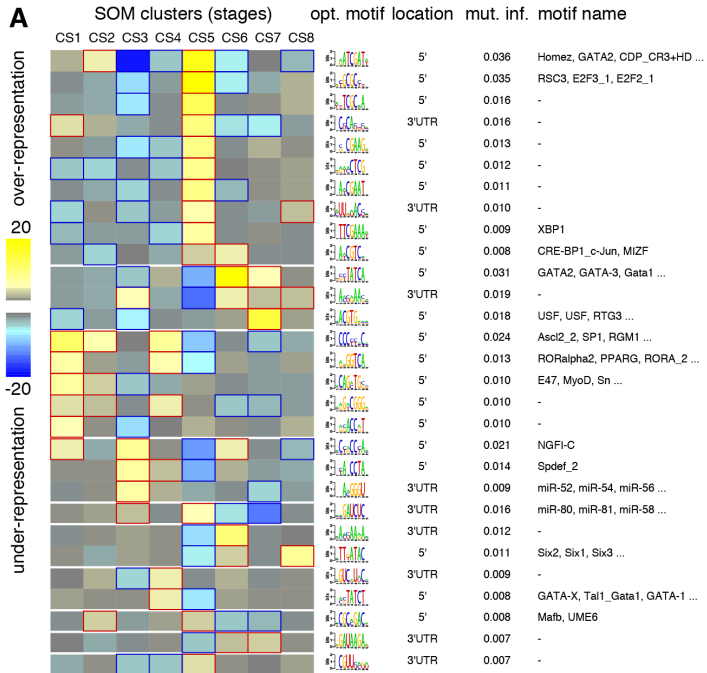 A
SOM clusters (stages) opt. motif location mut. inf. motif name
CS1 CS2 CS3 CS4 CS5 CS6 CS7 CS8
over-representation
20
-20
under-representation
5' 0.036 Homez, GATA2, CDP_CR3+HD ...
5' 0.035 RSC3, E2F3_1, E2F2_1
5' 0.016 -
3'UTR 0.016 -
5' 0.013 -
5' 0.012 -
5' 0.011 -
3'UTR 0.010 -
5' 0.009 XBP1
5' 0.008 CRE-BP1_c-Jun, MIZF
5' 0.031 GATA2, GATA-3, Gata1 ...
3'UTR 0.019 -
5' 0.018 USF, USF, RTG3 ...
5' 0.024 Ascl2_2, SP1, RGM1 ...
5' 0.013 RORalpha2, PPARG, RORA_2 ...
5' 0.010 E47, MyoD, Sn ...
5' 0.010 -
5' 0.010 -
5' 0.021 NGFI-C
5' 0.014 Spdef_2
3'UTR 0.009 miR-52, miR-54, miR-56 ...
3'UTR 0.016 miR-80, miR-81, miR-58 ...
3'UTR 0.012 -
5' 0.011 Six2, Six1, Six3 ...
3'UTR 0.009 -
5' 0.008 GATA-X, Tal1_Gata1, GATA-1 ...
5' 0.008 Mafb, UME6
3'UTR 0.007 -
3'UTR 0.007 -